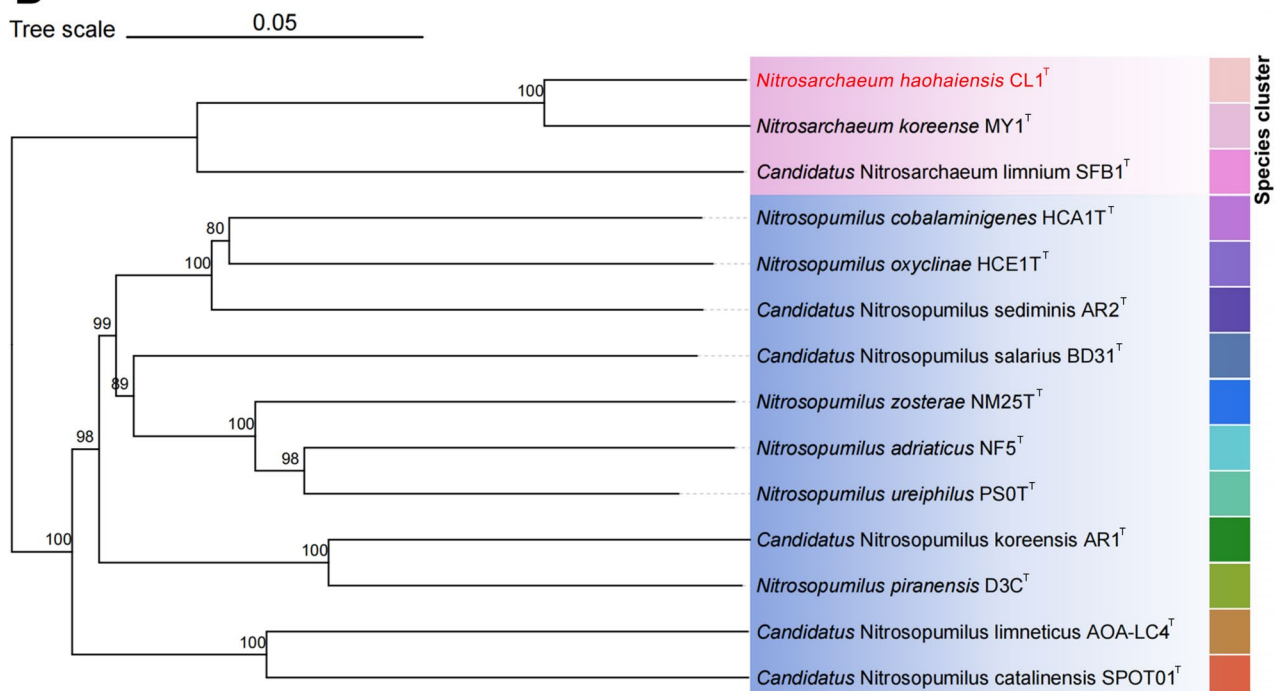 Tree scale 0.05
Species cluster
100 Nitrosarchaeum haohaiensis CL1T
Nitrosarchaeum koreense MY1T
Candidatus Nitrosarchaeum limnium SFB1T
80 Nitrosopumilus cobalaminigenes HCA1TT
100 Nitrosopumilus oxyclinae HCE1TT
Candidatus Nitrosopumilus sediminis AR2T
99
Candidatus Nitrosopumilus salarius BD31T
89
100 Nitrosopumilus zosterae NM25TT
98 Nitrosopumilus adriaticus NF5T
98 Nitrosopumilus ureiphilus PS0TT
100 Candidatus Nitrosopumilus koreensis AR1T
100 Nitrosopumilus piranensis D3CT
100 Candidatus Nitrosopumilus limneticus AOA-LC4T
Candidatus Nitrosopumilus catalinensis SPOT01T